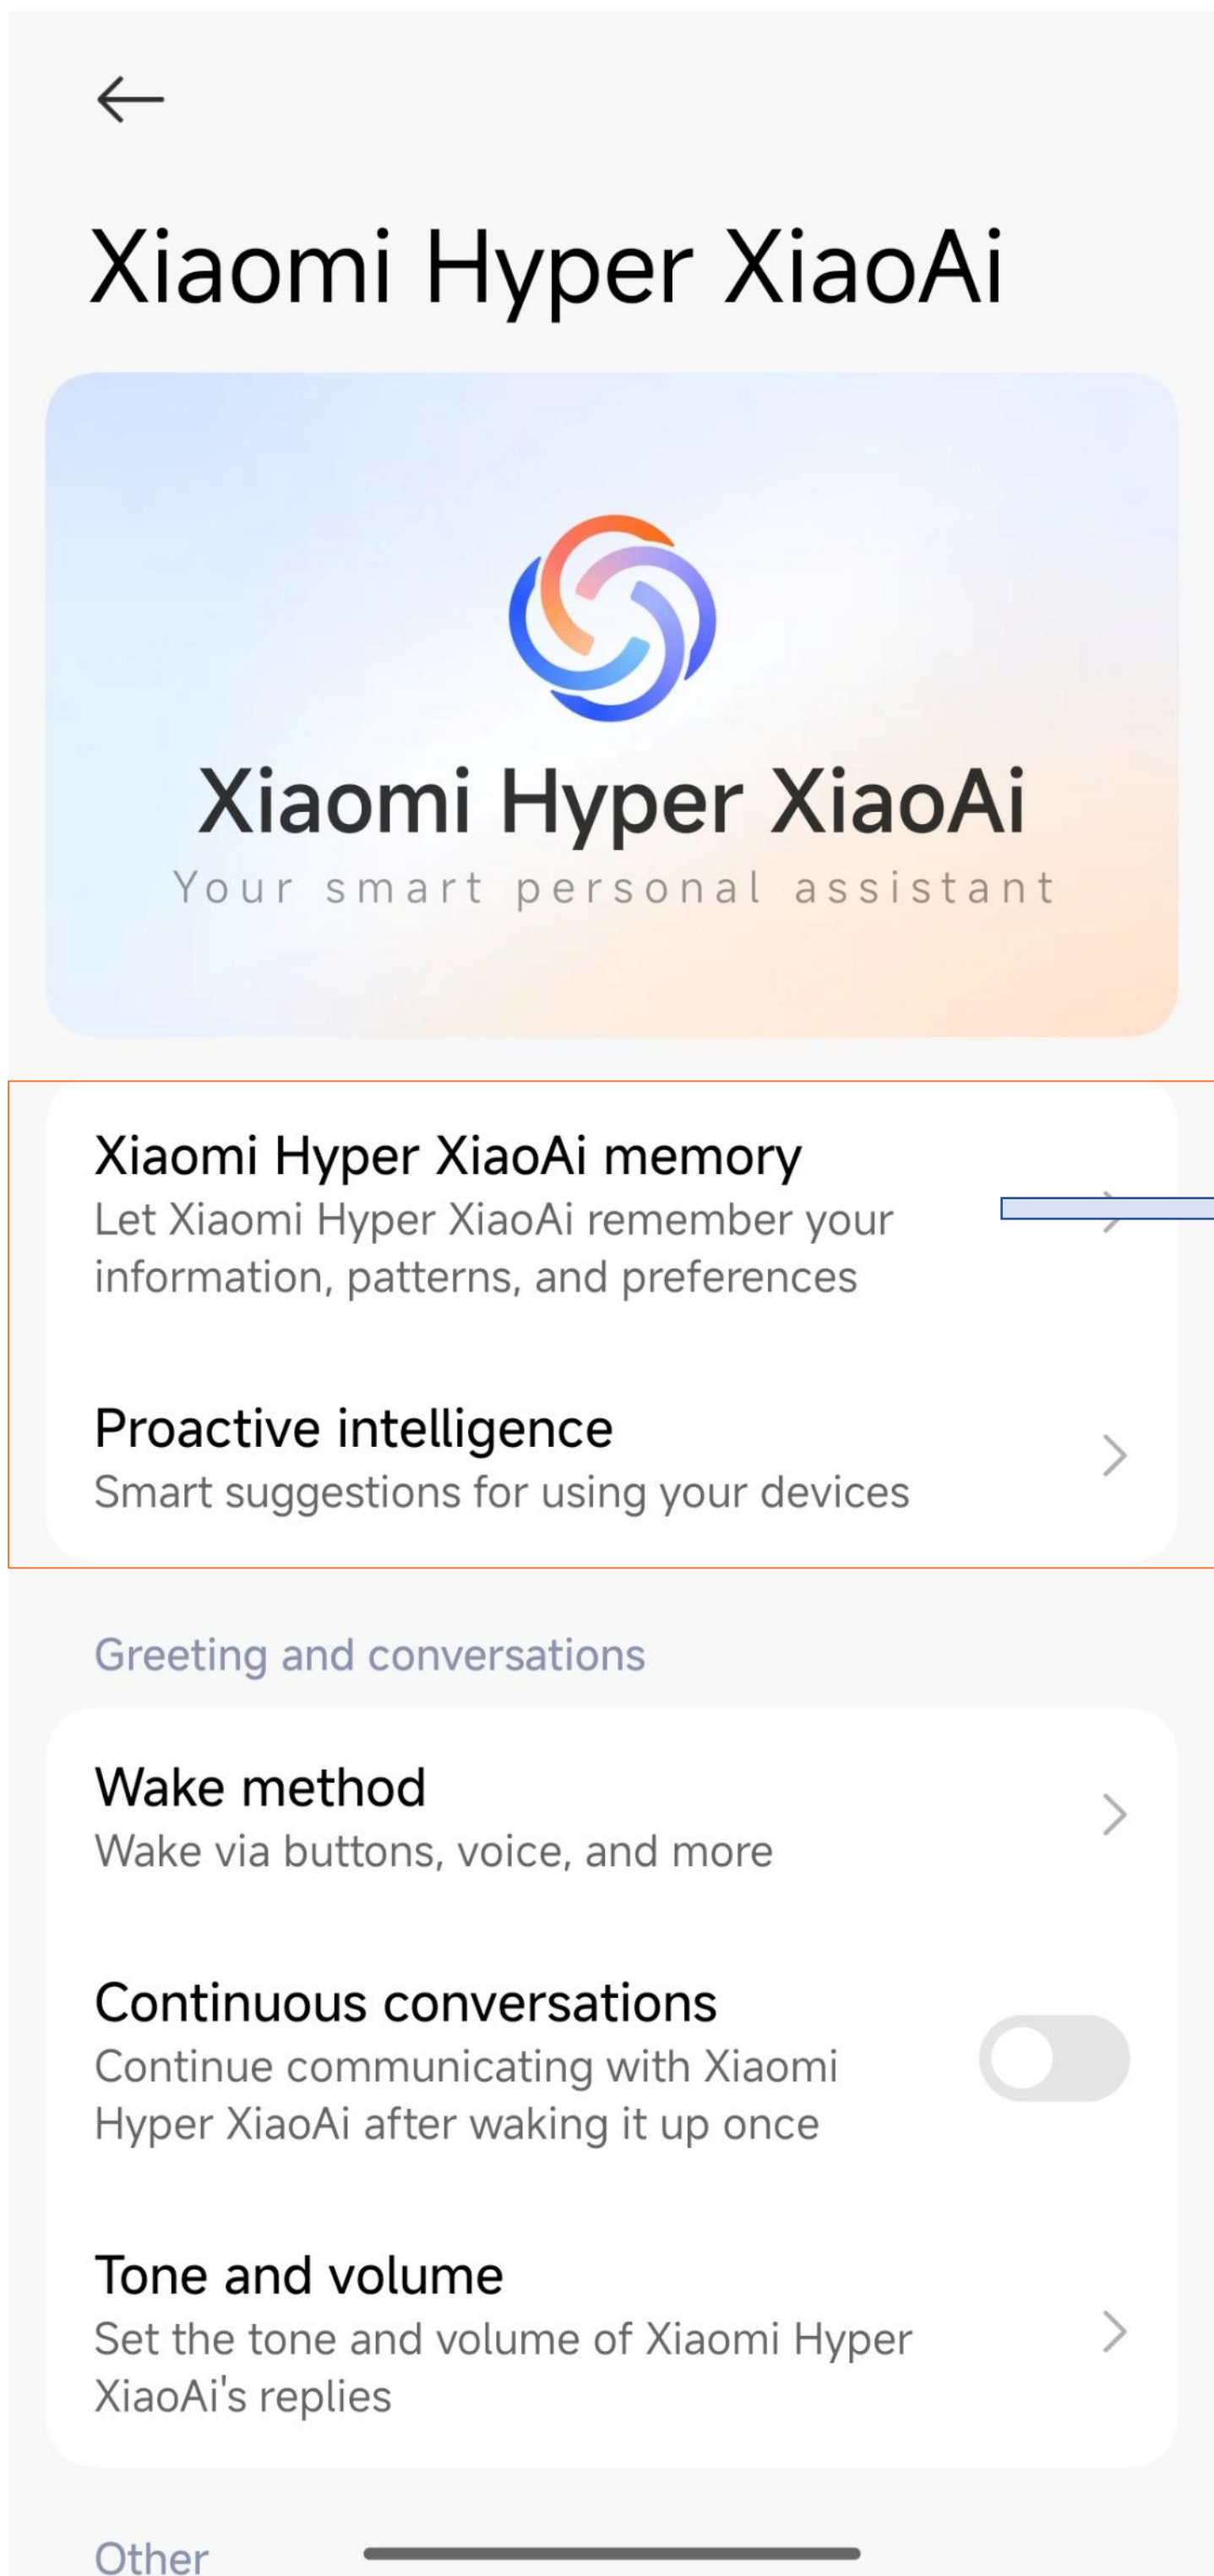 Xiaomi Hyper XiaoAi
Xiaomi Hyper XiaoAi
Your smart personal assistant
Xiaomi Hyper XiaoAi memory
Let Xiaomi Hyper XiaoAi remember your
information, patterns, and preferences
Proactive intelligence
Smart suggestions for using your devices
Greeting and conversations
Wake method
Wake via buttons, voice, and more
Continuous conversations
Continue communicating with Xiaomi
Hyper XiaoAi after waking it up once
Tone and volume
Set the tone and volume of Xiaomi Hyper
XiaoAi's replies
Other